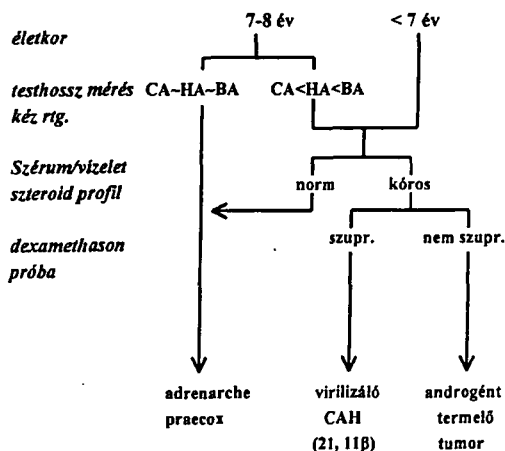 életkor 7-8 év < 7 év
testhossz mérés CA~HA~BA CA<HA<BA
kéz rtg.
Szérum/vizelet
szteroid profil norm kóros
dexamethason szupr. nem szupr.
próba
adrenarche virilizáló androgént
praecox CAH termelő
(21, 11β) tumor